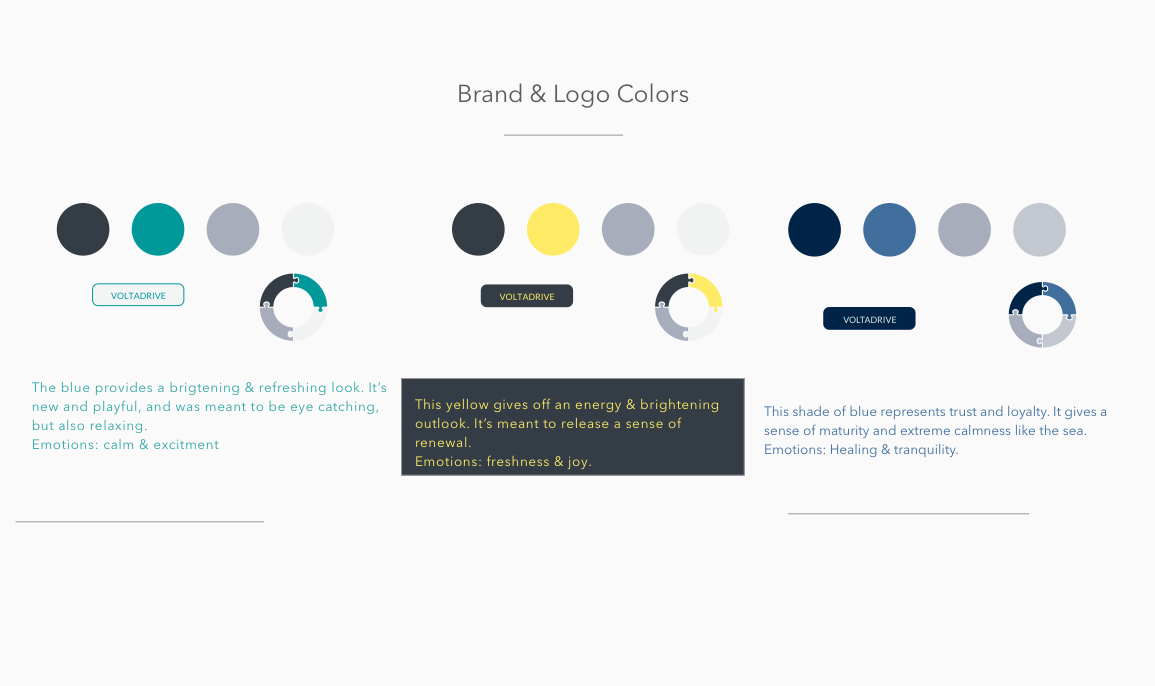 Brand & Logo Colors
VOLTADRIVE
The blue provides a brigtening & refreshing look. It's
new and playful, and was meant to be eye catching,
but also relaxing.
Emotions: calm & excitment
VOLTADRIVE
This yellow gives off an energy & brightening
outlook. It's meant to release a sense of
renewal.
Emotions: freshness & joy.
VOLTADRIVE
This shade of blue represents trust and loyalty. It gives a
sense of maturity and extreme calmness like the sea.
Emotions: Healing & tranquility.